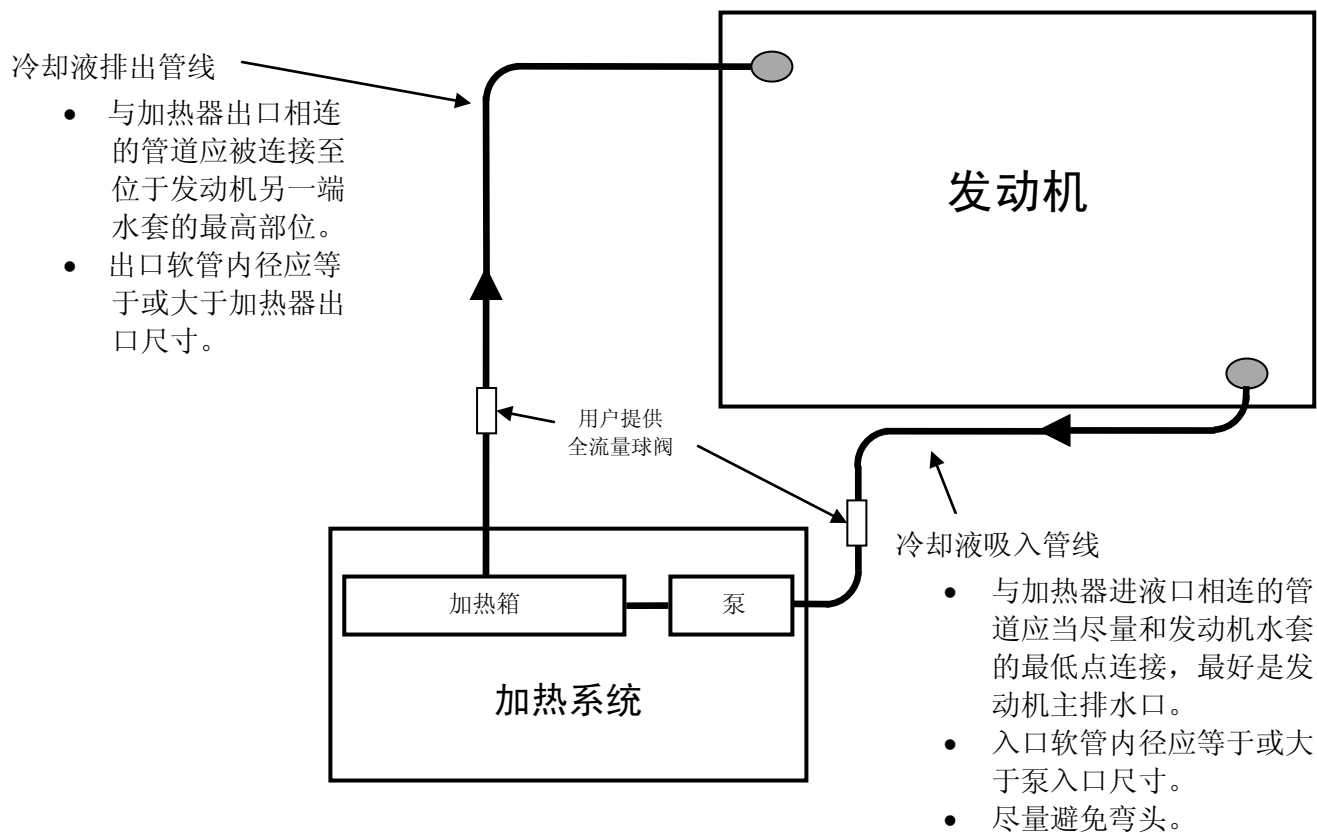 冷却液排出管线
● 与加热器出口相连
的管道应被连接至
位于发动机另一端
水套的最高部位。
● 出口软管内径应等
于或大于加热器出
口尺寸。
发动机
用户提供
全流量球阀
加热箱
泵
加热系统
冷却液吸入管线
● 与加热器进液口相连的管
道应当尽量和发动机水套
的最低点连接，最好是发
动机主排水口。
● 入口软管内径应等于或大
于泵入口尺寸。
● 尽量避免弯头。